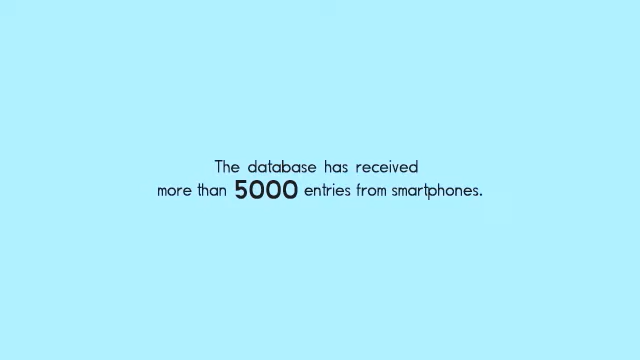 The database has received
more than 5000 entries from smartphones.